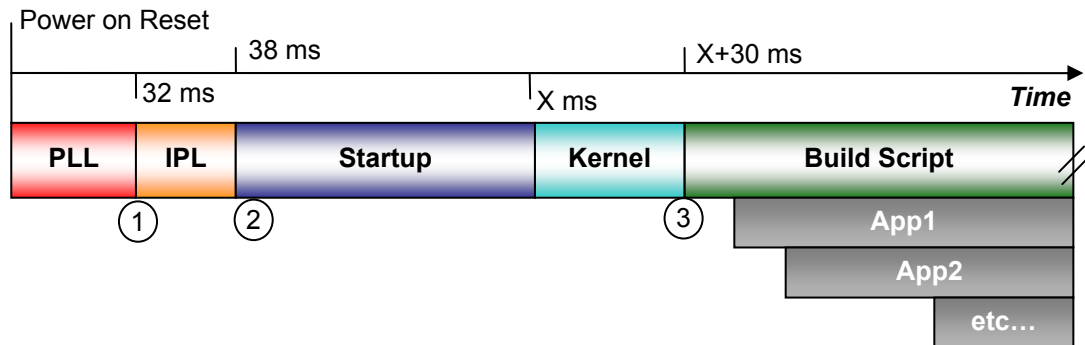 Power on Reset
38 ms
X+30 ms
32 ms
X ms
Time
PLL
IPL
Startup
Kernel
Build Script
1
2
3
App1
App2
etc…